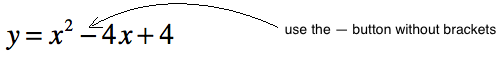 use the — button without brackets
y = x² − 4x + 4